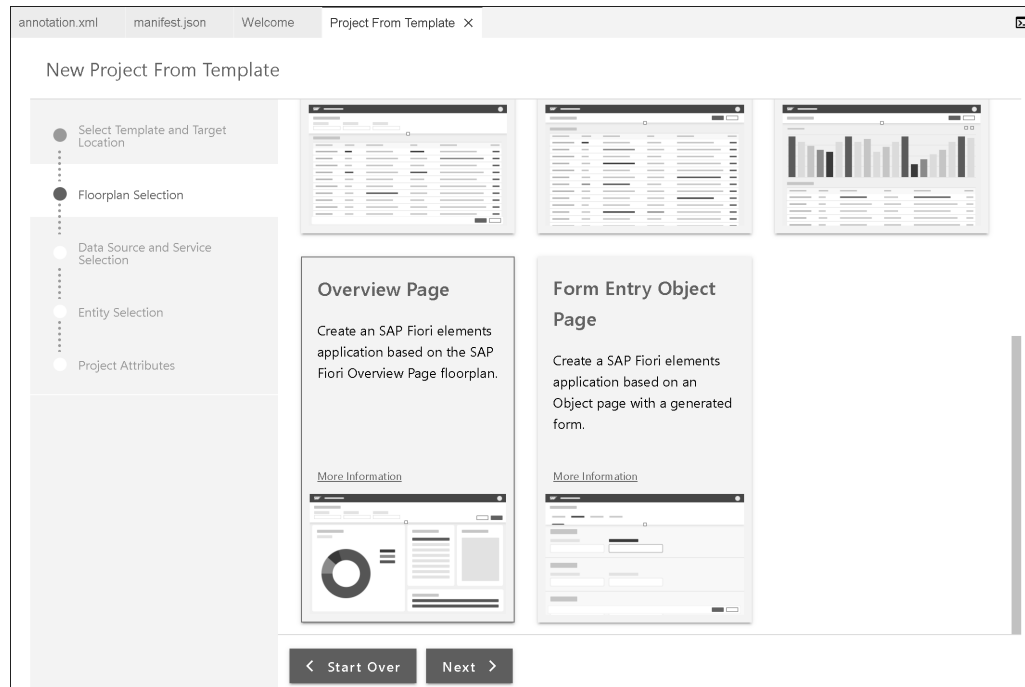 annotation.xml manifest.json Welcome Project From Template
New Project From Template
Select Template and Target
Location
Floorplan Selection
Data Source and Service
Selection
Entity Selection
Project Attributes
Overview Page
Create an SAP Fiori elements
application based on the SAP
Fiori Overview Page floorplan.
More Information
Form Entry Object
Page
Create a SAP Fiori elements
application based on an
Object page with a generated
form.
More Information
Start Over Next